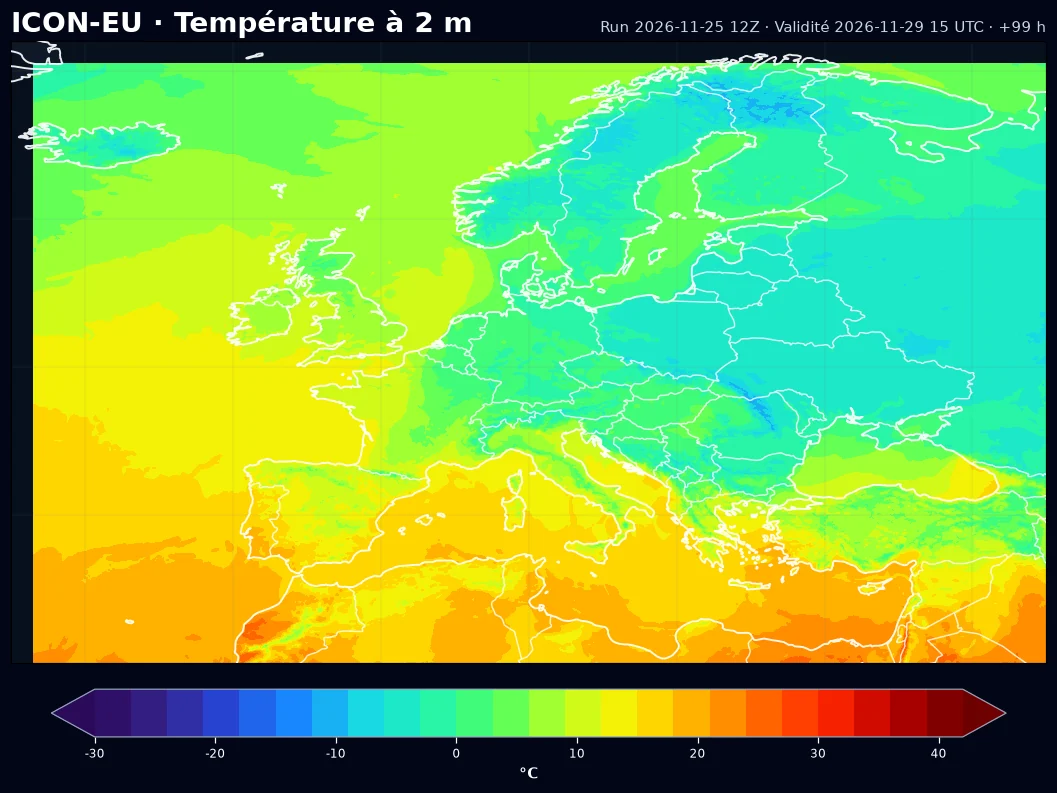 ICON-EU · Température à 2 m
Run 2026-11-25 12Z · Validité 2026-11-29 15 UTC · +99 h
-30 -20 -10 0 10 20 30 40
°C